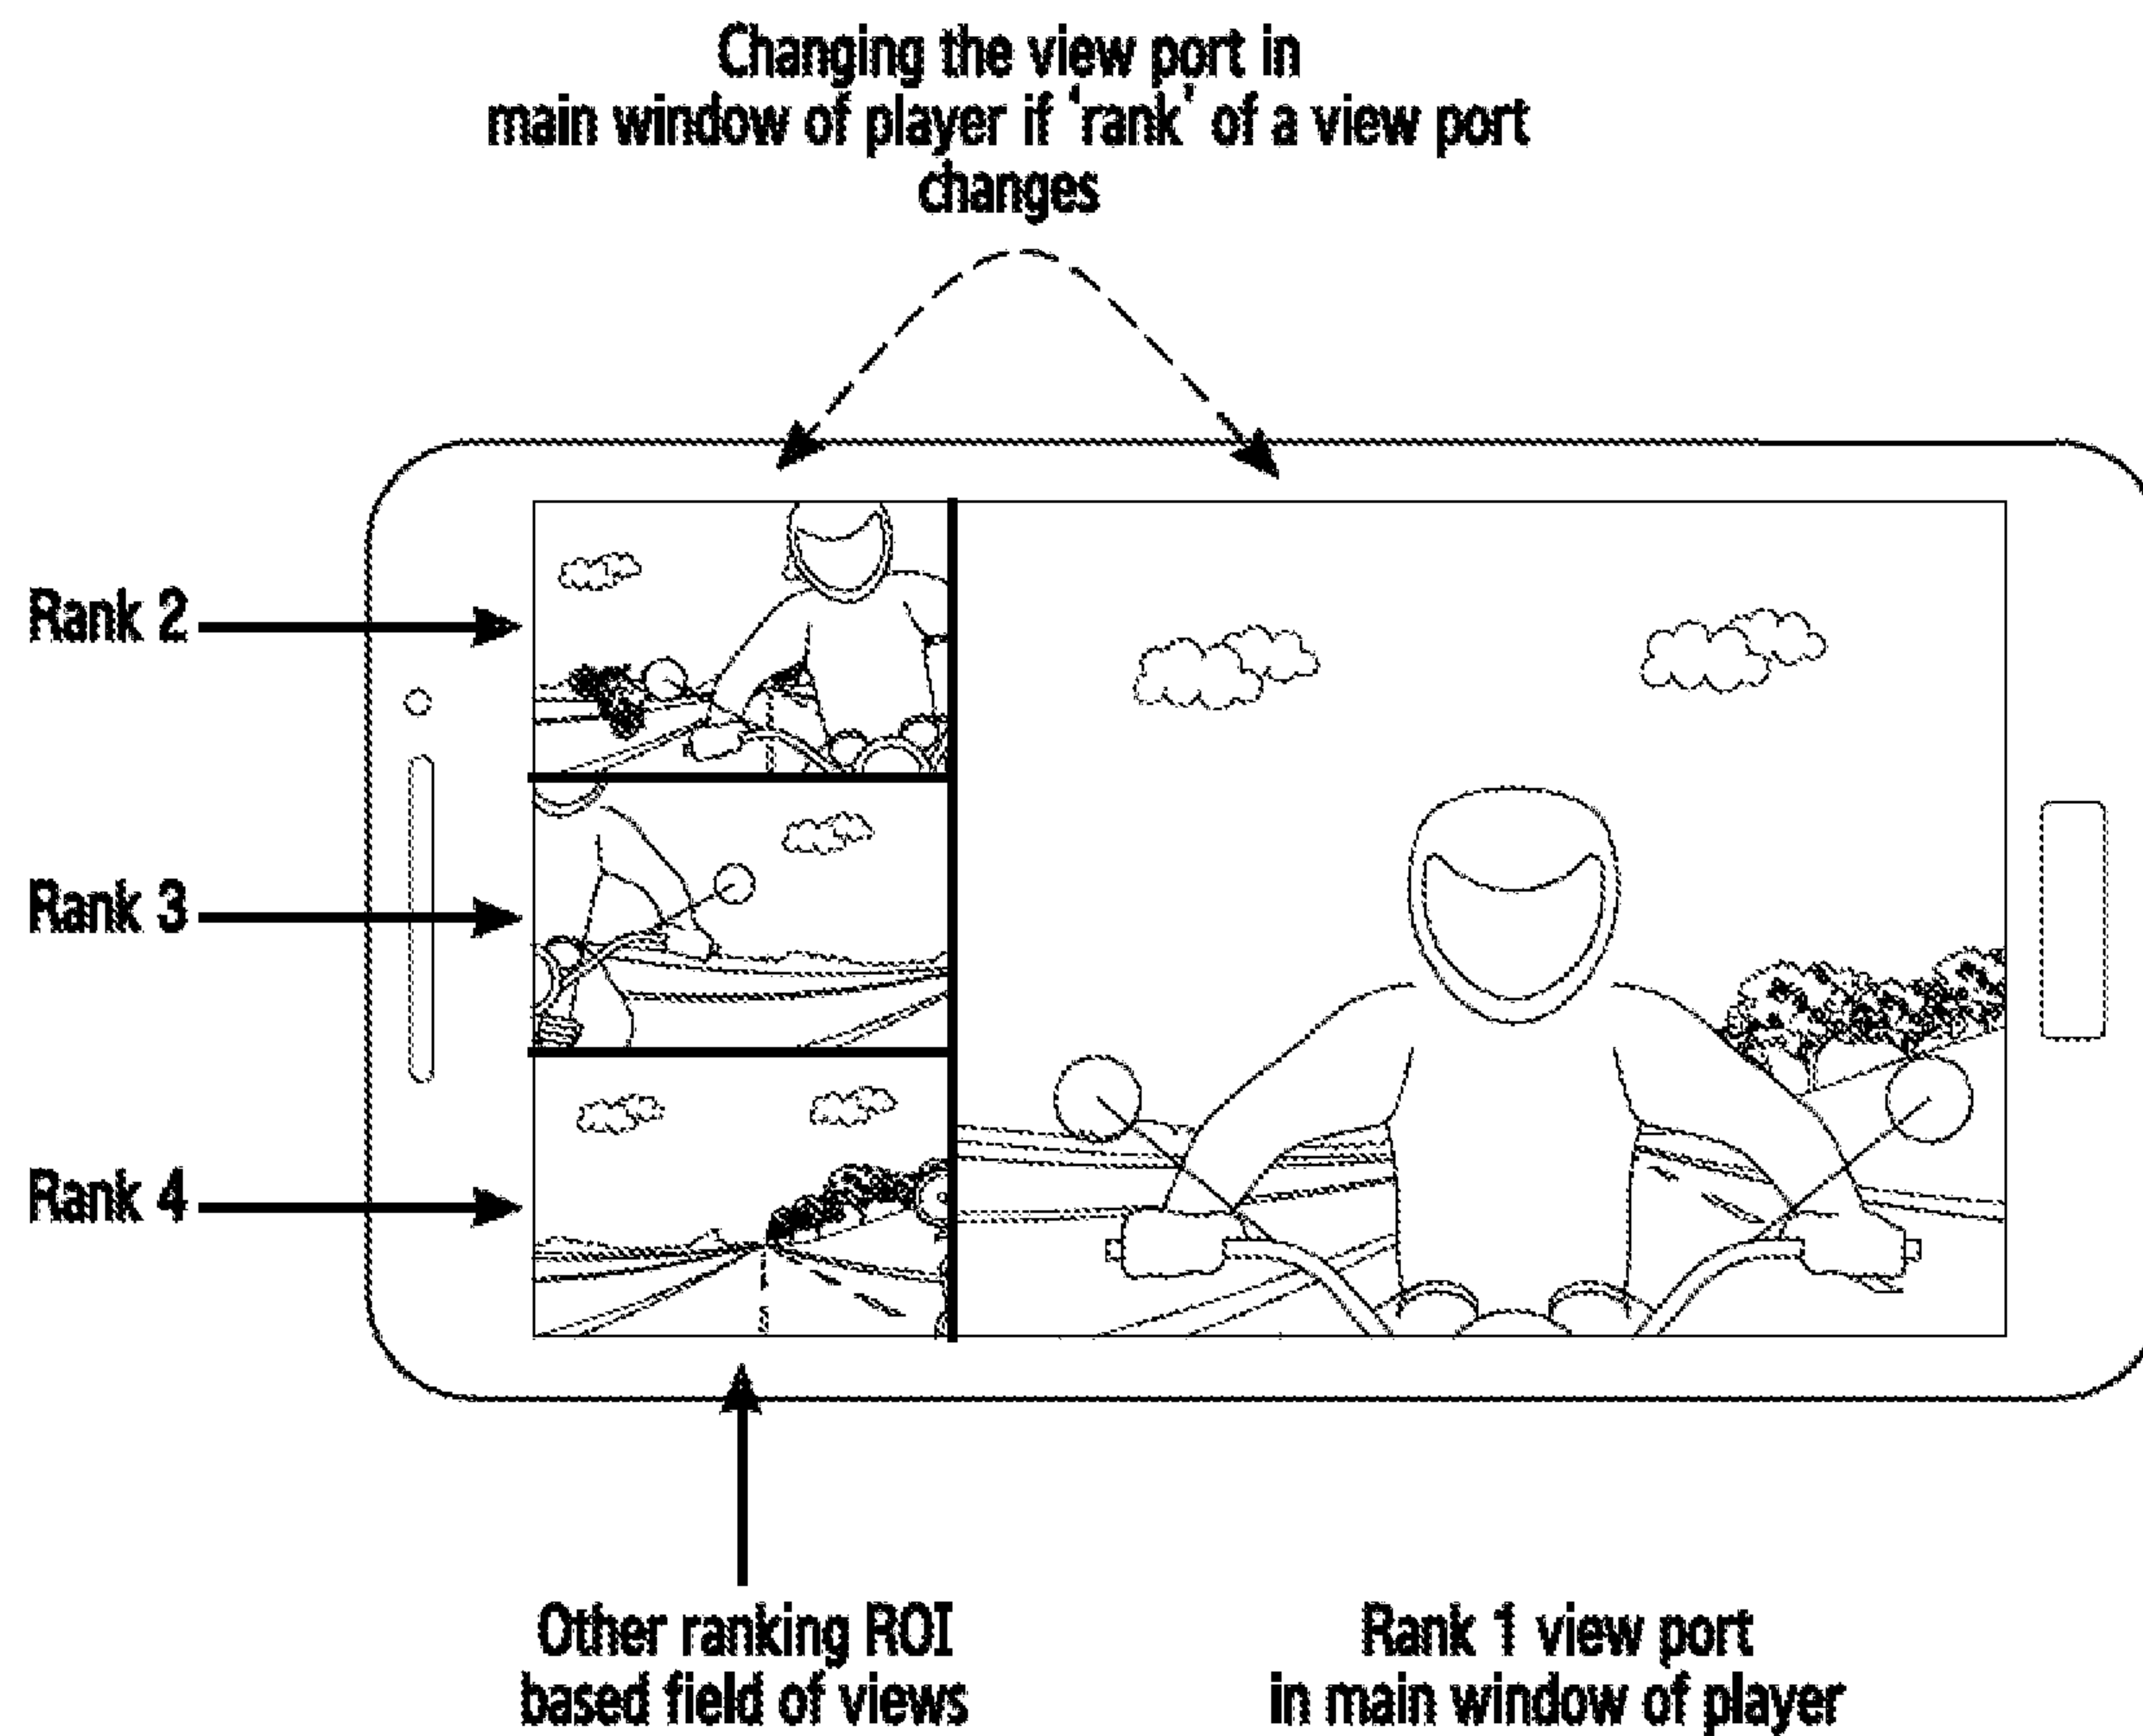 Changing the view port in
main window of player if 'rank' of a view port
changes
Rank 2
Rank 3
Rank 4
Other ranking ROI
based field of views
Rank 1 view port
in main window of player